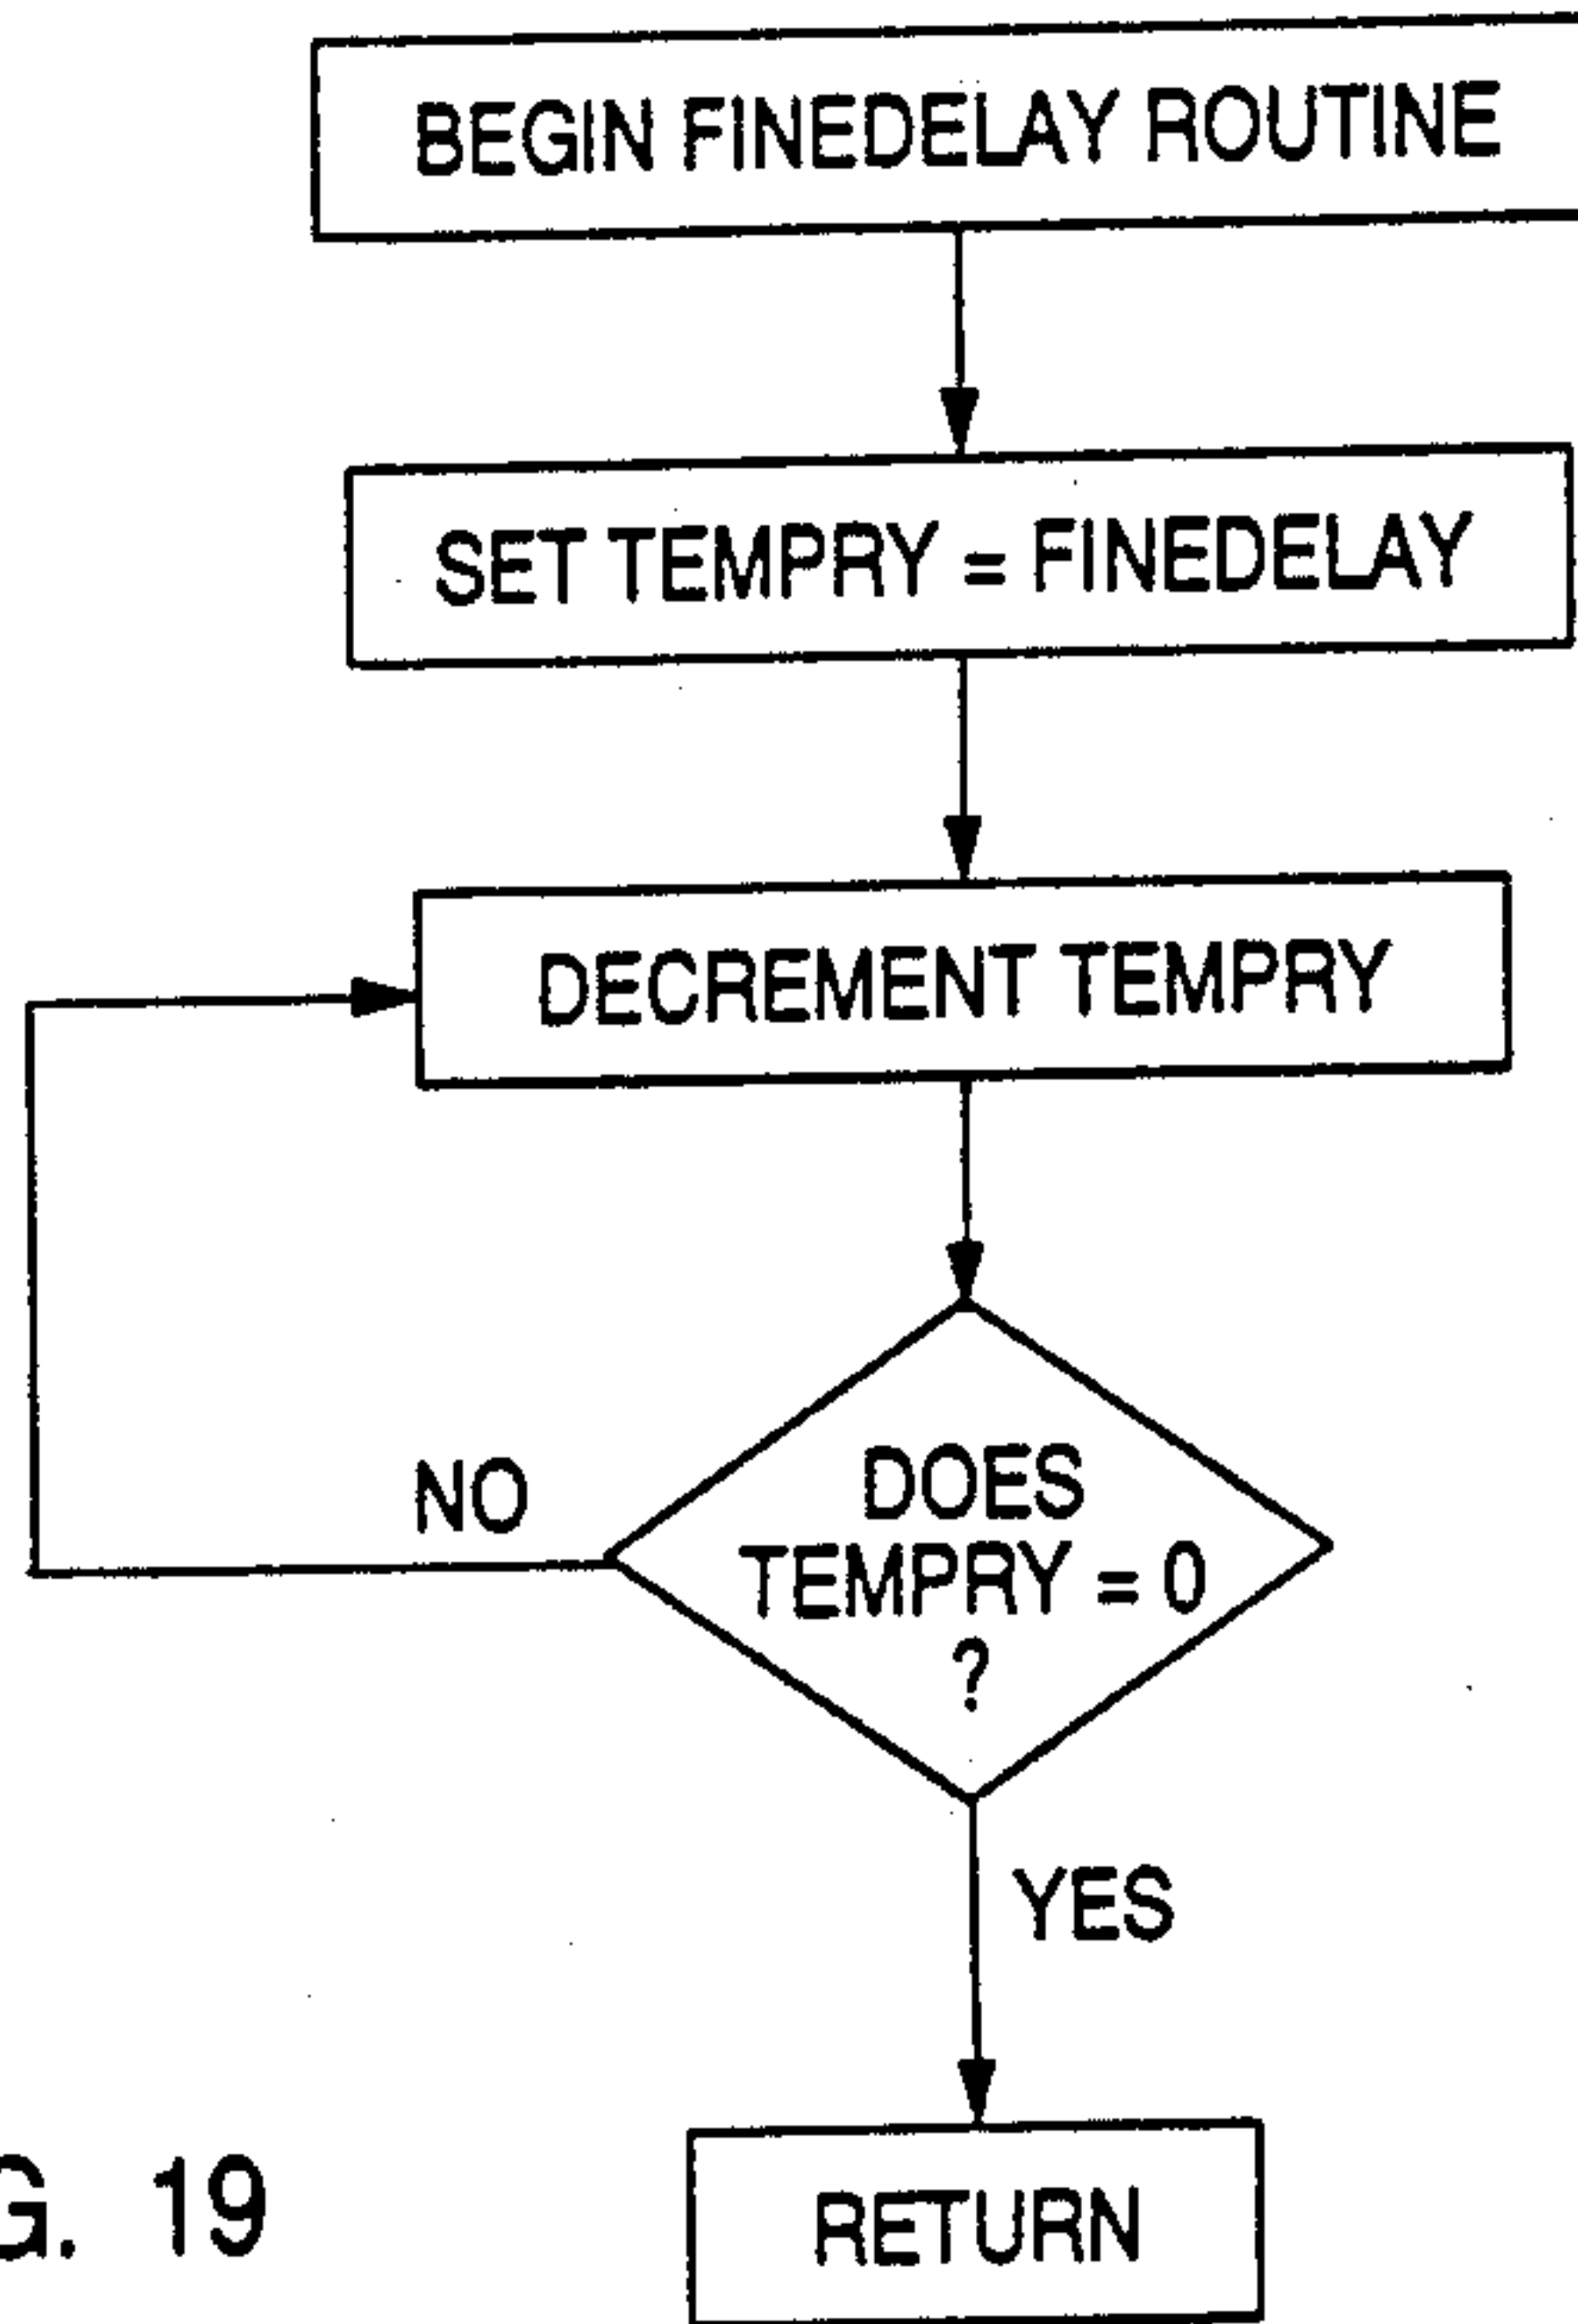 BEGIN FINEDELAY ROUTINE
SET TEMPRY = FINEDELAY
DECREMENT TEMPRY
DOES
TEMPRY = 0
?
NO
YES
RETURN
G. 19